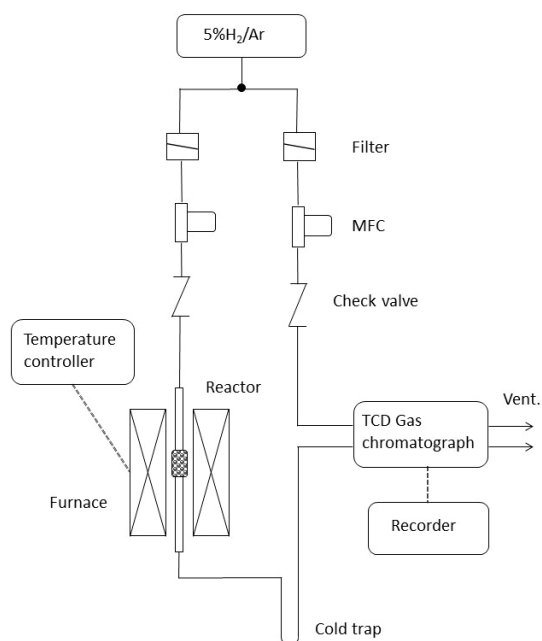 5%H₂/Ar
Filter
MFC
Check valve
Temperature
controller
Reactor
Vent.
TCD Gas
chromatograph
Furnace
Recorder
Cold trap